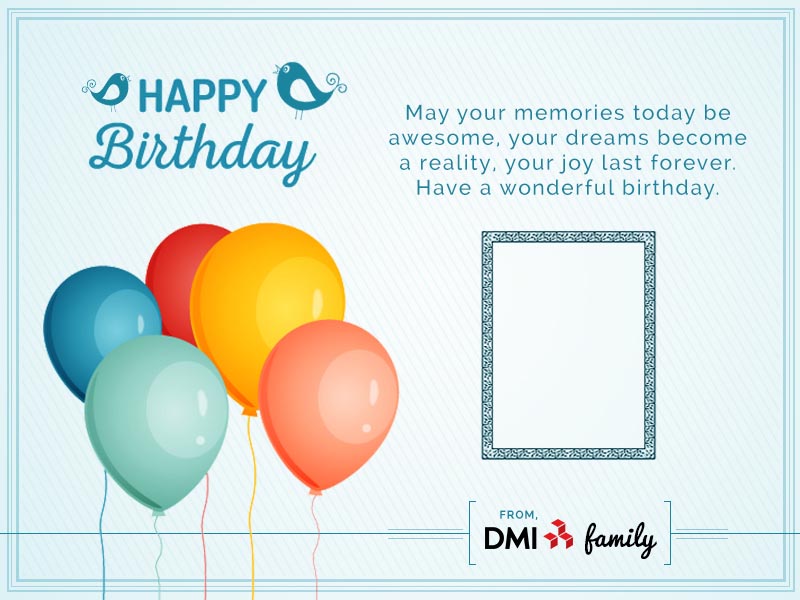 HAPPY
Birthday
May your memories today be
awesome, your dreams become
a reality, your joy last forever.
Have a wonderful birthday.
FROM,
DMI family